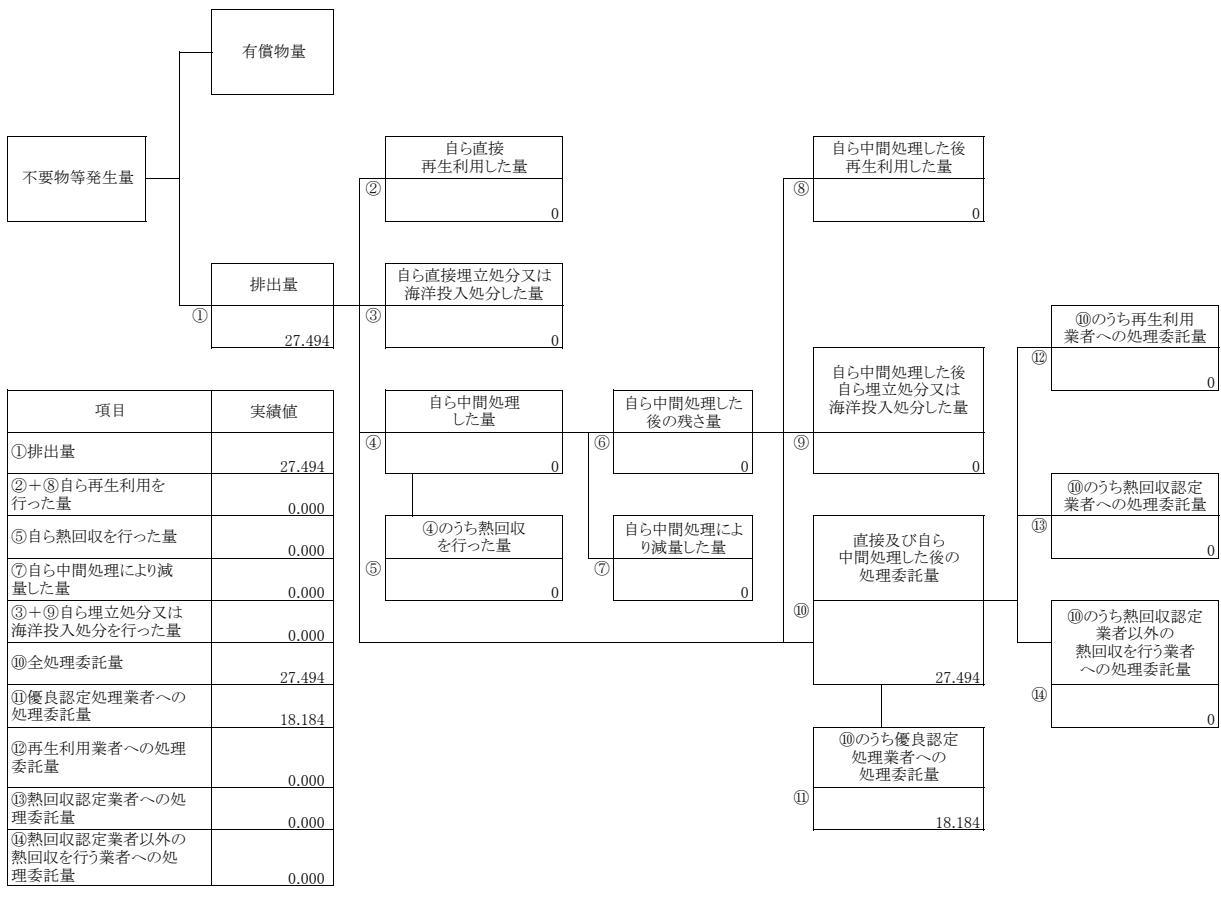 有償物量
不要物等発生量
排出量
①
27.494
自ら直接
再生利用した量
②
0
自ら直接埋立処分又は
海洋投入処分した量
③
0
自ら中間処理
した量
④
0
④のうち熱回収
を行った量
⑤
0
自ら中間処理した
後の残さ量
⑥
0
自ら中間処理によ
り減量した量
⑦
0
自ら中間処理した後
再生利用した量
⑧
0
自ら中間処理した後
自ら埋立処分又は
海洋投入処分した量
⑨
0
直接及び自ら
中間処理した後の
処理委託量
⑩
27.494
⑩のうち優良認定
処理業者への
処理委託量
⑪
18.184
⑩のうち再生利用
業者への処理委託量
⑫
0
⑩のうち熱回収認定
業者への処理委託量
⑬
0
⑩のうち熱回収認定
業者以外の
熱回収を行う業者
への処理委託量
⑭
0
項目 実績値
①排出量
27.494
②＋⑧自ら再生利用を
行った量
0.000
⑤自ら熱回収を行った量
0.000
⑦自ら中間処理により減
量した量
0.000
③＋⑨自ら埋立処分又は
海洋投入処分を行った量
0.000
⑩全処理委託量
27.494
⑪優良認定処理業者への
処理委託量
18.184
⑫再生利用業者への処理
委託量
0.000
⑬熱回収認定業者への処
理委託量
0.000
⑭熱回収認定業者以外の
熱回収を行う業者への処
理委託量
0.000